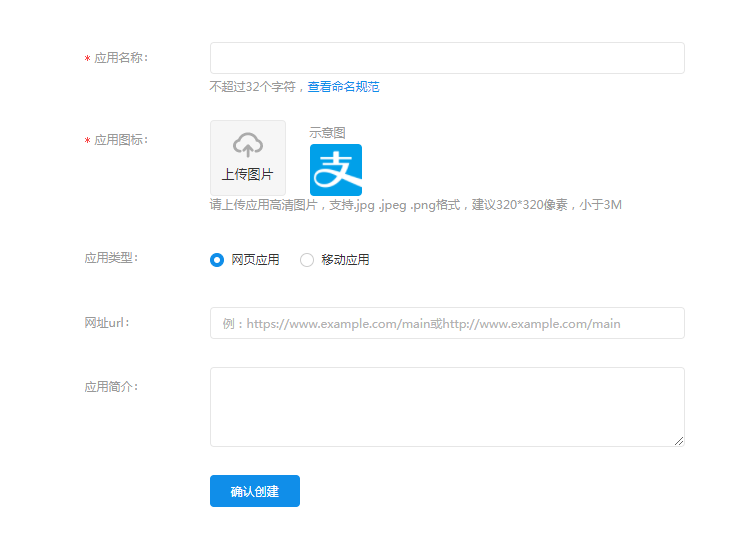 * 应用名称：
不超过32个字符，查看命名规范
* 应用图标：
上传图片
示意图
支
请上传应用高清图片，支持.jpg .jpeg .png格式，建议320*320像素，小于3M
应用类型：
网页应用 移动应用
网址url：
例：https://www.example.com/main或http://www.example.com/main
应用简介：
确认创建